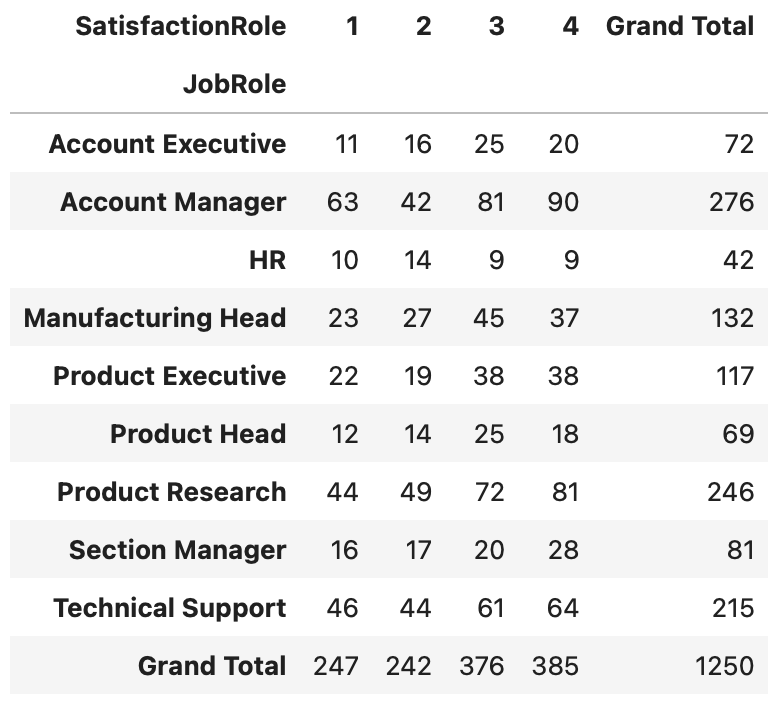 SatisfactionRole 1 2 3 4 Grand Total
JobRole
Account Executive 11 16 25 20 72
Account Manager 63 42 81 90 276
HR 10 14 9 9 42
Manufacturing Head 23 27 45 37 132
Product Executive 22 19 38 38 117
Product Head 12 14 25 18 69
Product Research 44 49 72 81 246
Section Manager 16 17 20 28 81
Technical Support 46 44 61 64 215
Grand Total 247 242 376 385 1250